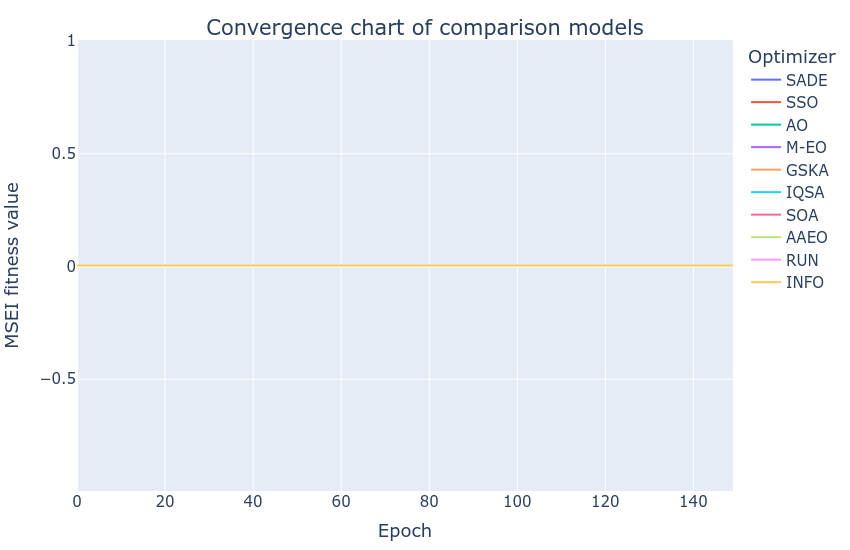 Convergence chart of comparison models
MSEI fitness value
1
0.5
0
−0.5
0
20
40
60
80
100
120
140
Epoch
Optimizer
SADE
SSO
AO
M-EO
GSKA
IQSA
SOA
AAEO
RUN
INFO